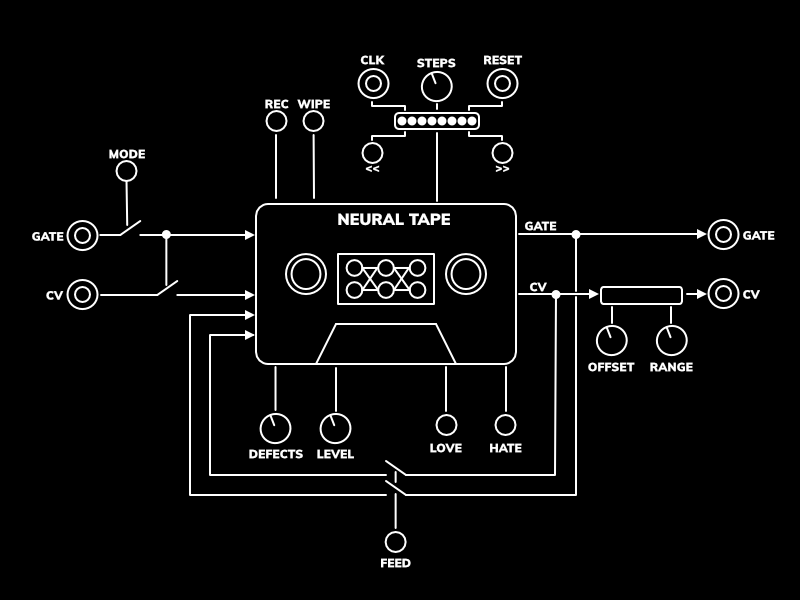 CLK
STEPS
RESET
REC
WIPE
<<
>>
MODE
NEURAL TAPE
GATE
GATE
GATE
CV
CV
CV
OFFSET
RANGE
DEFECTS
LEVEL
LOVE
HATE
FEED